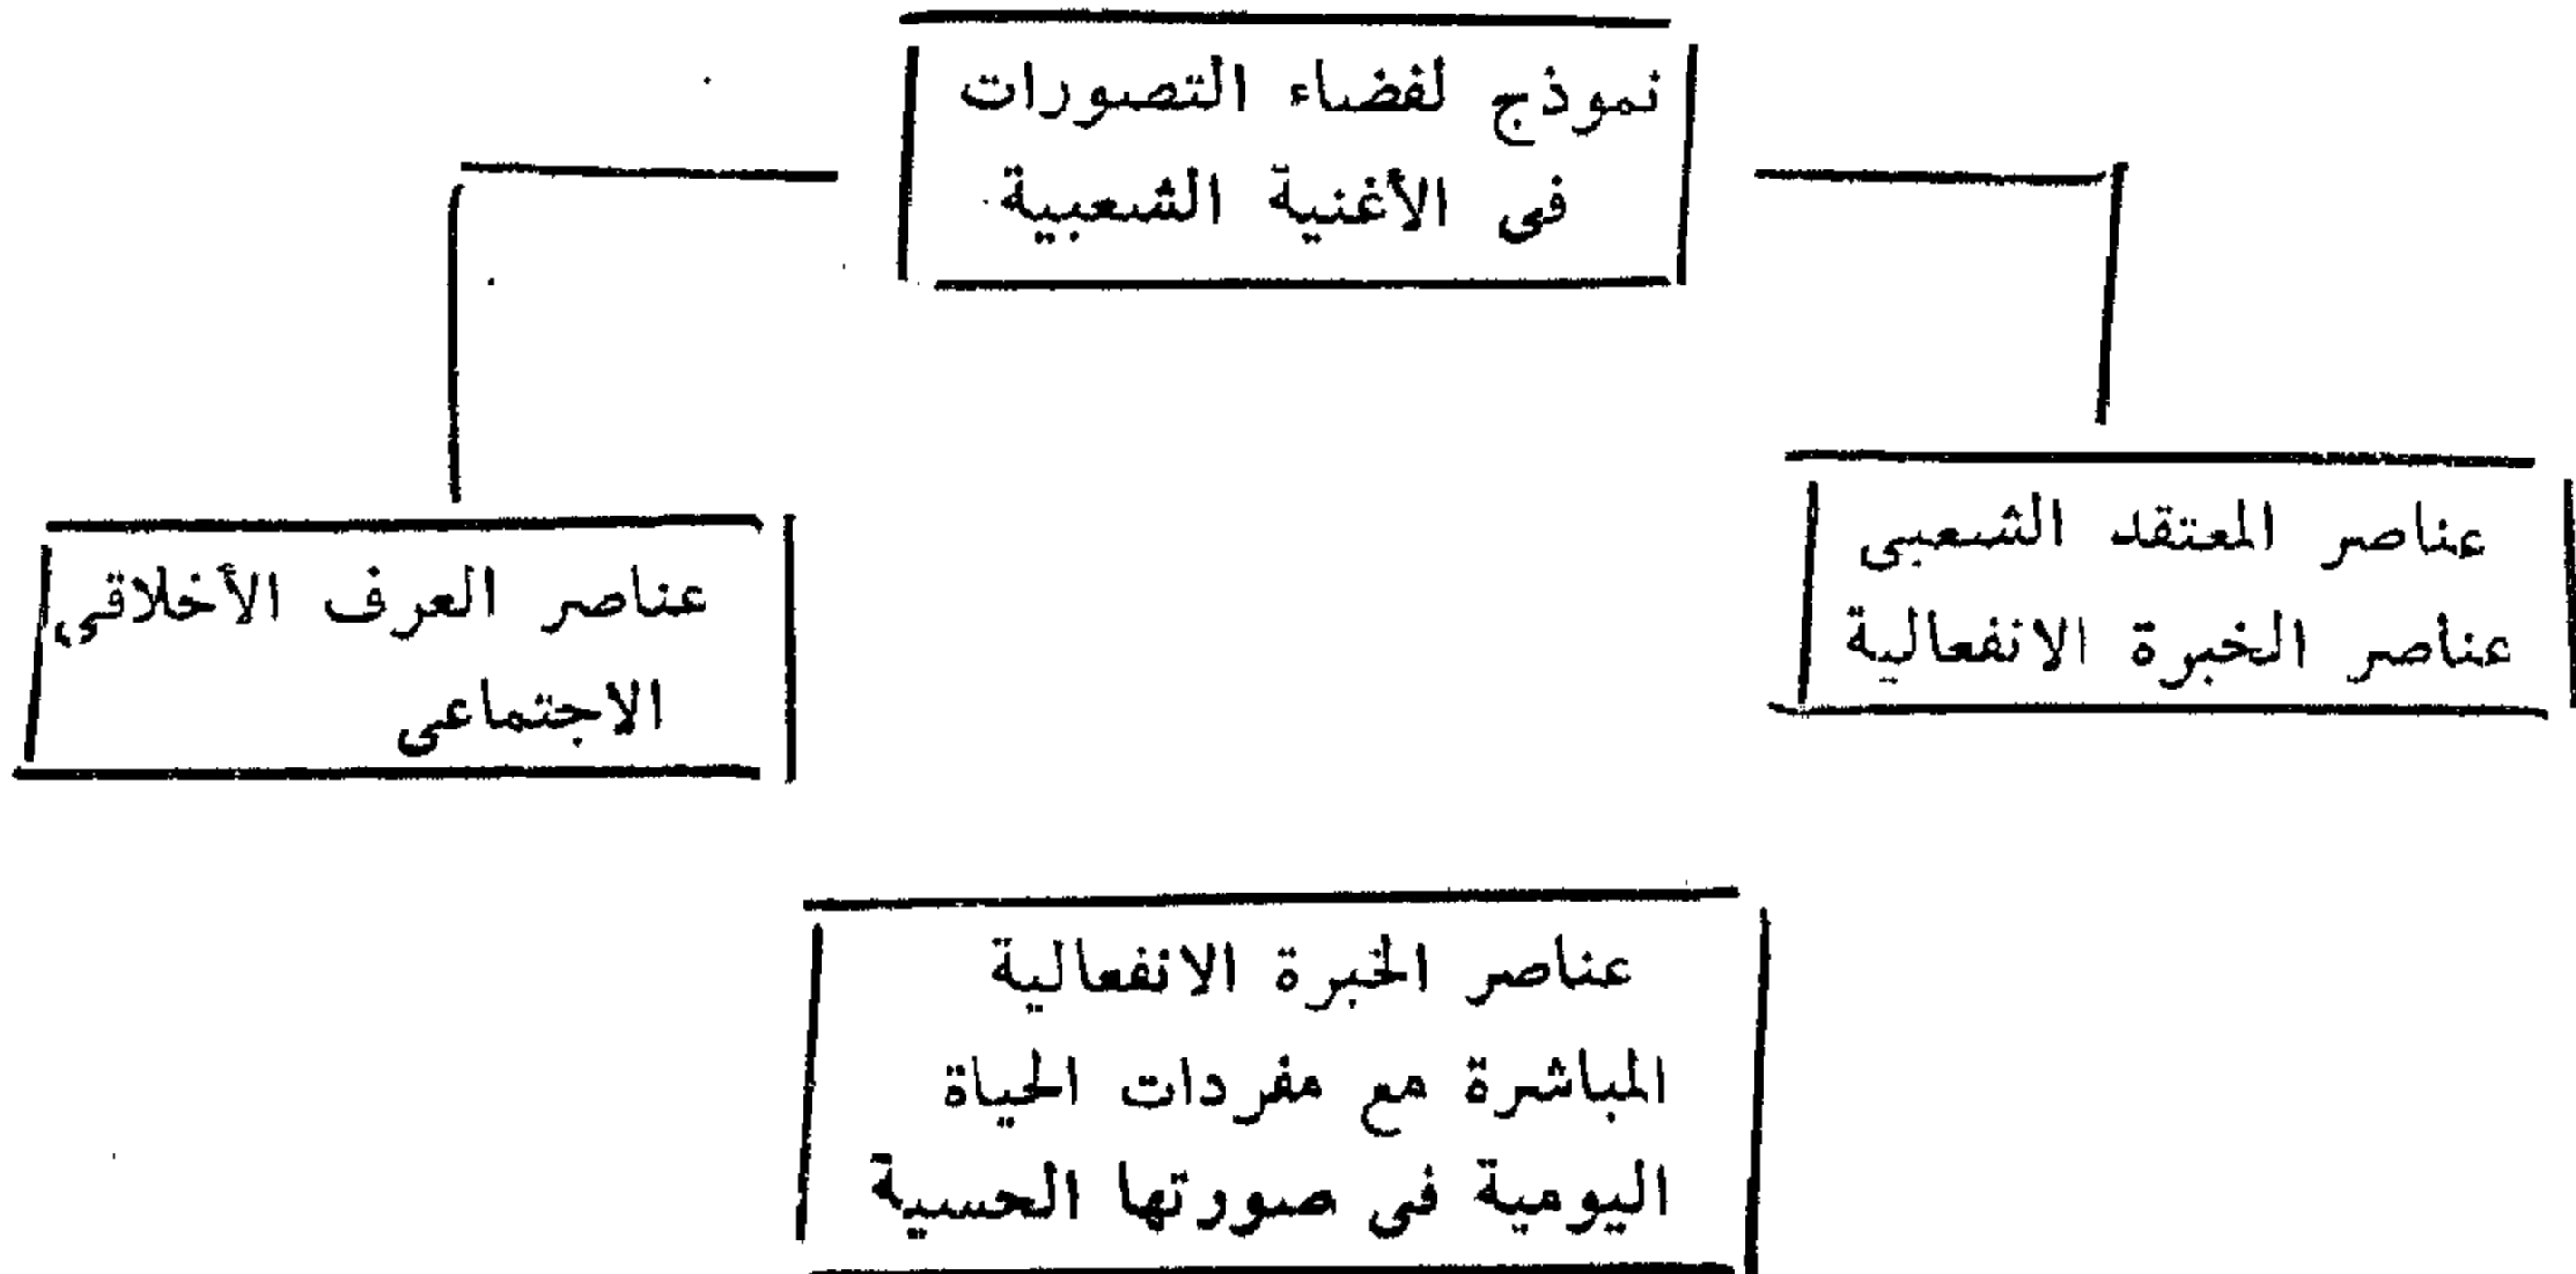 نموذج لفضاء التصورات
فى الأغنية الشعبية
عناصر المعتقد الشعبى
عناصر الخبرة الانفعالية
عناصر العرف الأخلاقى
الاجتماعى
عناصر الخبرة الانفعالية
المباشرة مع مفردات الحياة
اليومية فى صورتها الحسية